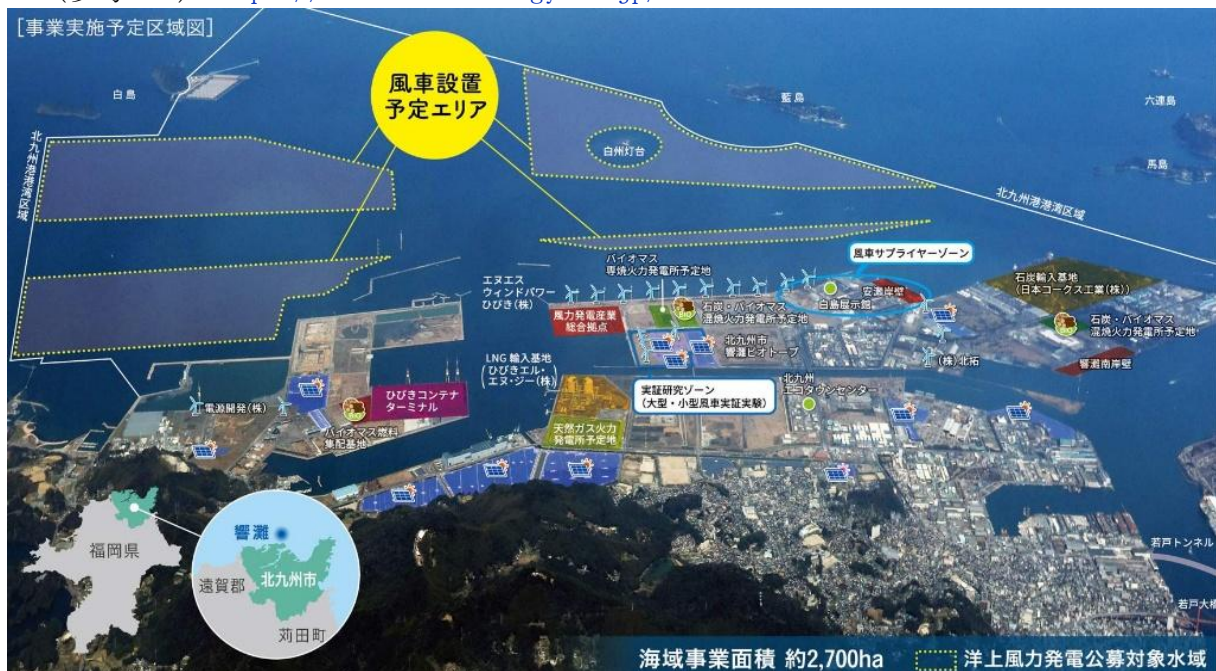 [事業実施予定区域図]
白島
風車設置
予定エリア
藍島
六連島
馬島
白州灯台
北九州港港湾区域
北九州港港湾区域
風車サプライヤーゾーン
バイオマス
専焼火力発電所予定地
エヌエス
ウィンドパワー
ひびき(株)
風力発電産業
総合拠点
石炭・バイオマス
混焼火力発電所予定地
白島展示館
安瀬岸壁
石炭輸入基地
(日本コークス工業(株))
石炭・バイオマス
混焼火力発電所予定地
北九州市
響灘ビオトープ
(株)北拓
響灘南岸壁
LNG 輸入基地
(ひびきエル・
エヌ・ジー(株))
実証研究ゾーン
(大型・小型風車実証実験)
北九州
エコタウンセンター
電源開発(株)
ひびきコンテナ
ターミナル
バイオマス燃料
集配基地
天然ガス火力
発電所予定地
福岡県
響灘
遠賀郡
北九州市
苅田町
若戸トンネル
若戸大橋
海域事業面積 約2,700ha
洋上風力発電公募対象水域